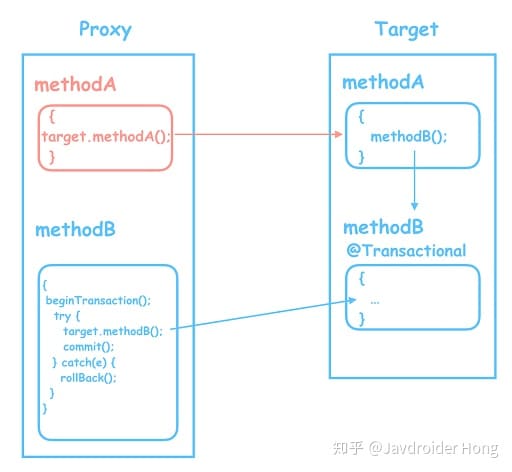 Proxy
methodA
{
target.methodA();
}
methodB
{
beginTransaction();
try {
target.methodB();
commit();
} catch(e) {
rollBack();
}
}
Target
methodA
{
methodB();
}
methodB
@Transactional
{
...
}
知乎 @Javdroider Hong